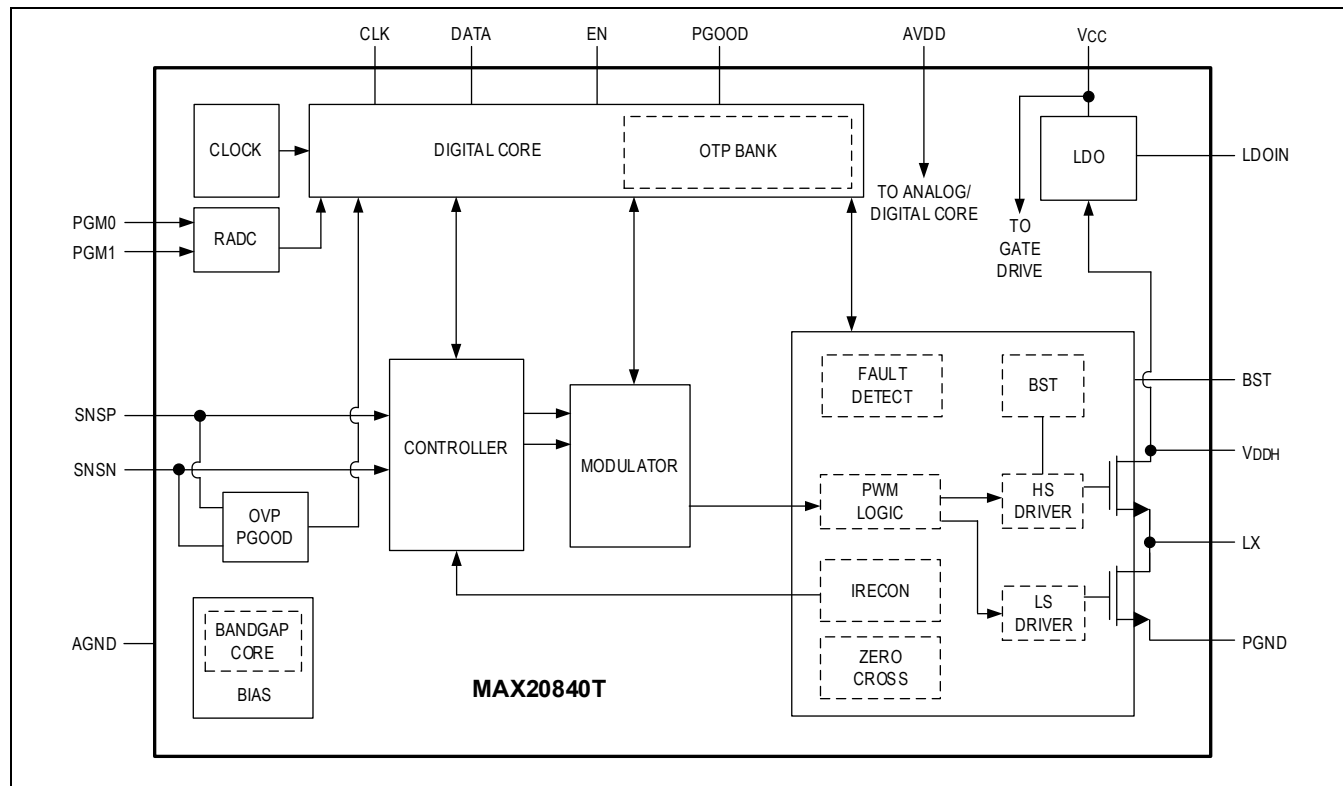 CLK
DATA
EN
PGOOD
AVDD
VCC
CLOCK
DIGITAL CORE
OTP BANK
LDO
LDOIN
TO ANALOG/
DIGITAL CORE
TO
GATE
DRIVE
PGM0
PGM1
RADC
FAULT
DETECT
BST
BST
SNSP
SNSN
CONTROLLER
MODULATOR
VDDH
PWM
LOGIC
HS
DRIVER
OVP
PGOOD
LX
IRECON
LS
DRIVER
AGND
BANDGAP
CORE
BIAS
ZERO
CROSS
PGND
MAX20840T